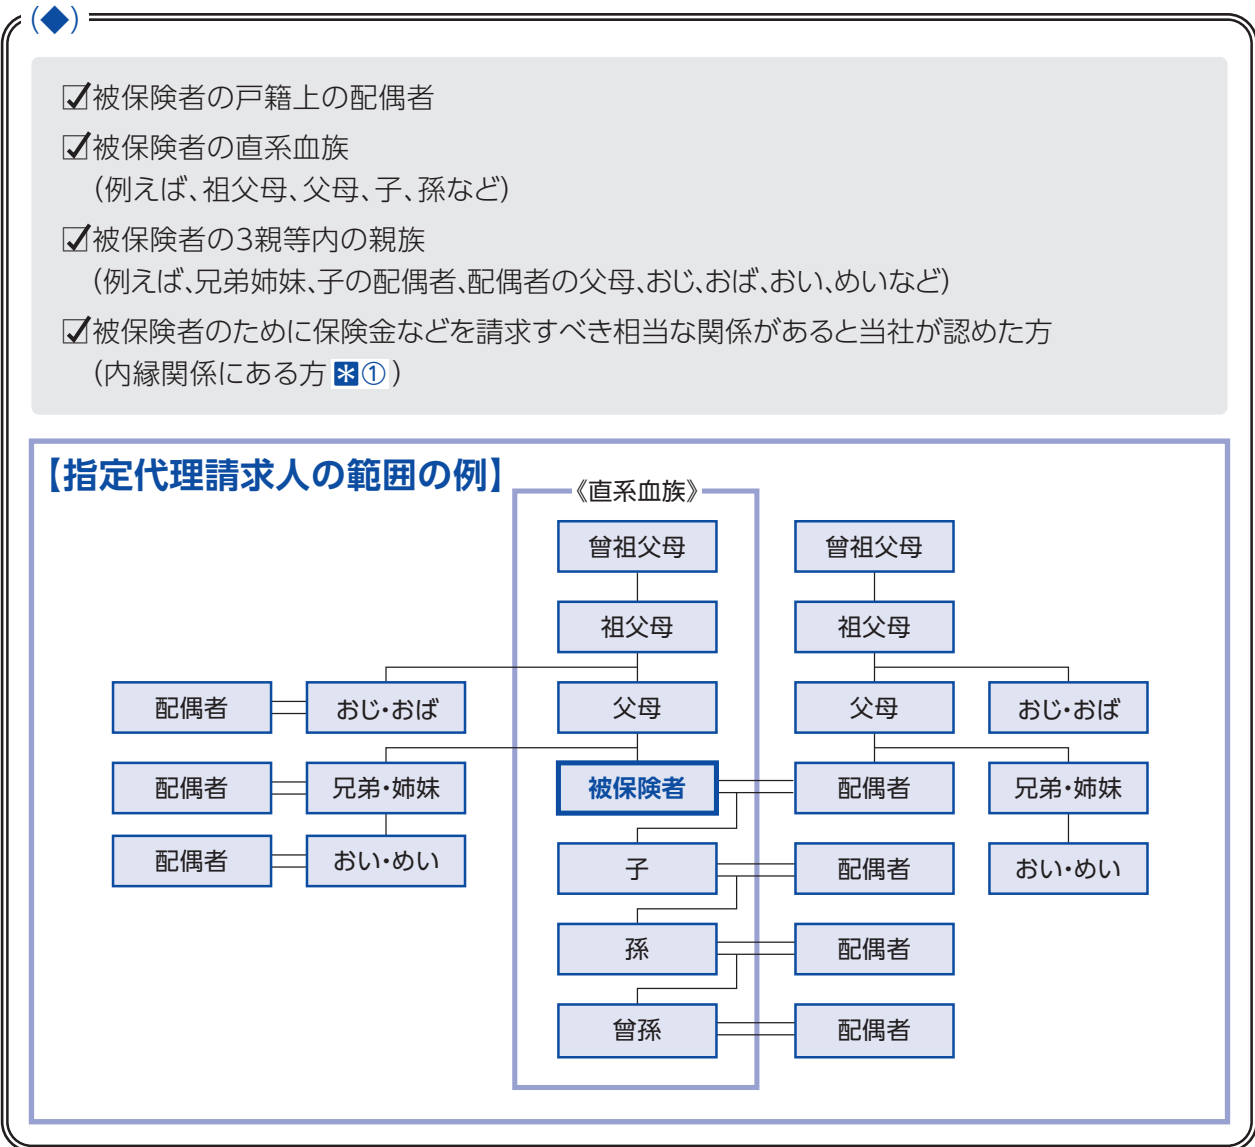 (◆)
☑被保険者の戸籍上の配偶者
☑被保険者の直系血族
(例えば、祖父母、父母、子、孫など)
☑被保険者の3親等内の親族
(例えば、兄弟姉妹、子の配偶者、配偶者の父母、おじ、おば、おい、めいなど)
☑被保険者のために保険金などを請求すべき相当な関係があると当社が認めた方
(内縁関係にある方 *①)
【指定代理請求人の範囲の例】
《直系血族》
曾祖父母 曾祖父母
祖父母 祖父母
配偶者 おじ・おば 父母 父母 おじ・おば
配偶者 兄弟・姉妹 被保険者 配偶者 兄弟・姉妹
配偶者 おい・めい 子 配偶者 おい・めい
孫 配偶者
曾孫 配偶者